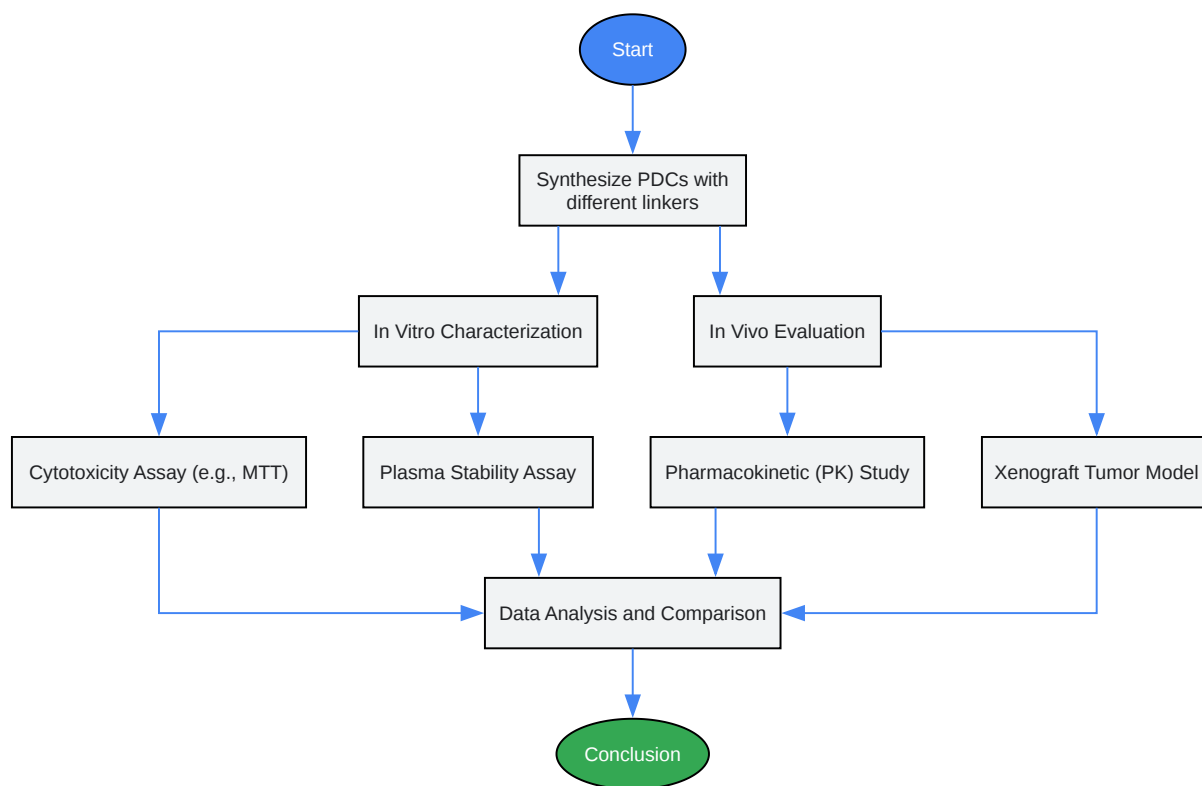 Start
Synthesize PDCs with
different linkers
In Vitro Characterization
In Vivo Evaluation
Cytotoxicity Assay (e.g., MTT)
Plasma Stability Assay
Pharmacokinetic (PK) Study
Xenograft Tumor Model
Data Analysis and Comparison
Conclusion